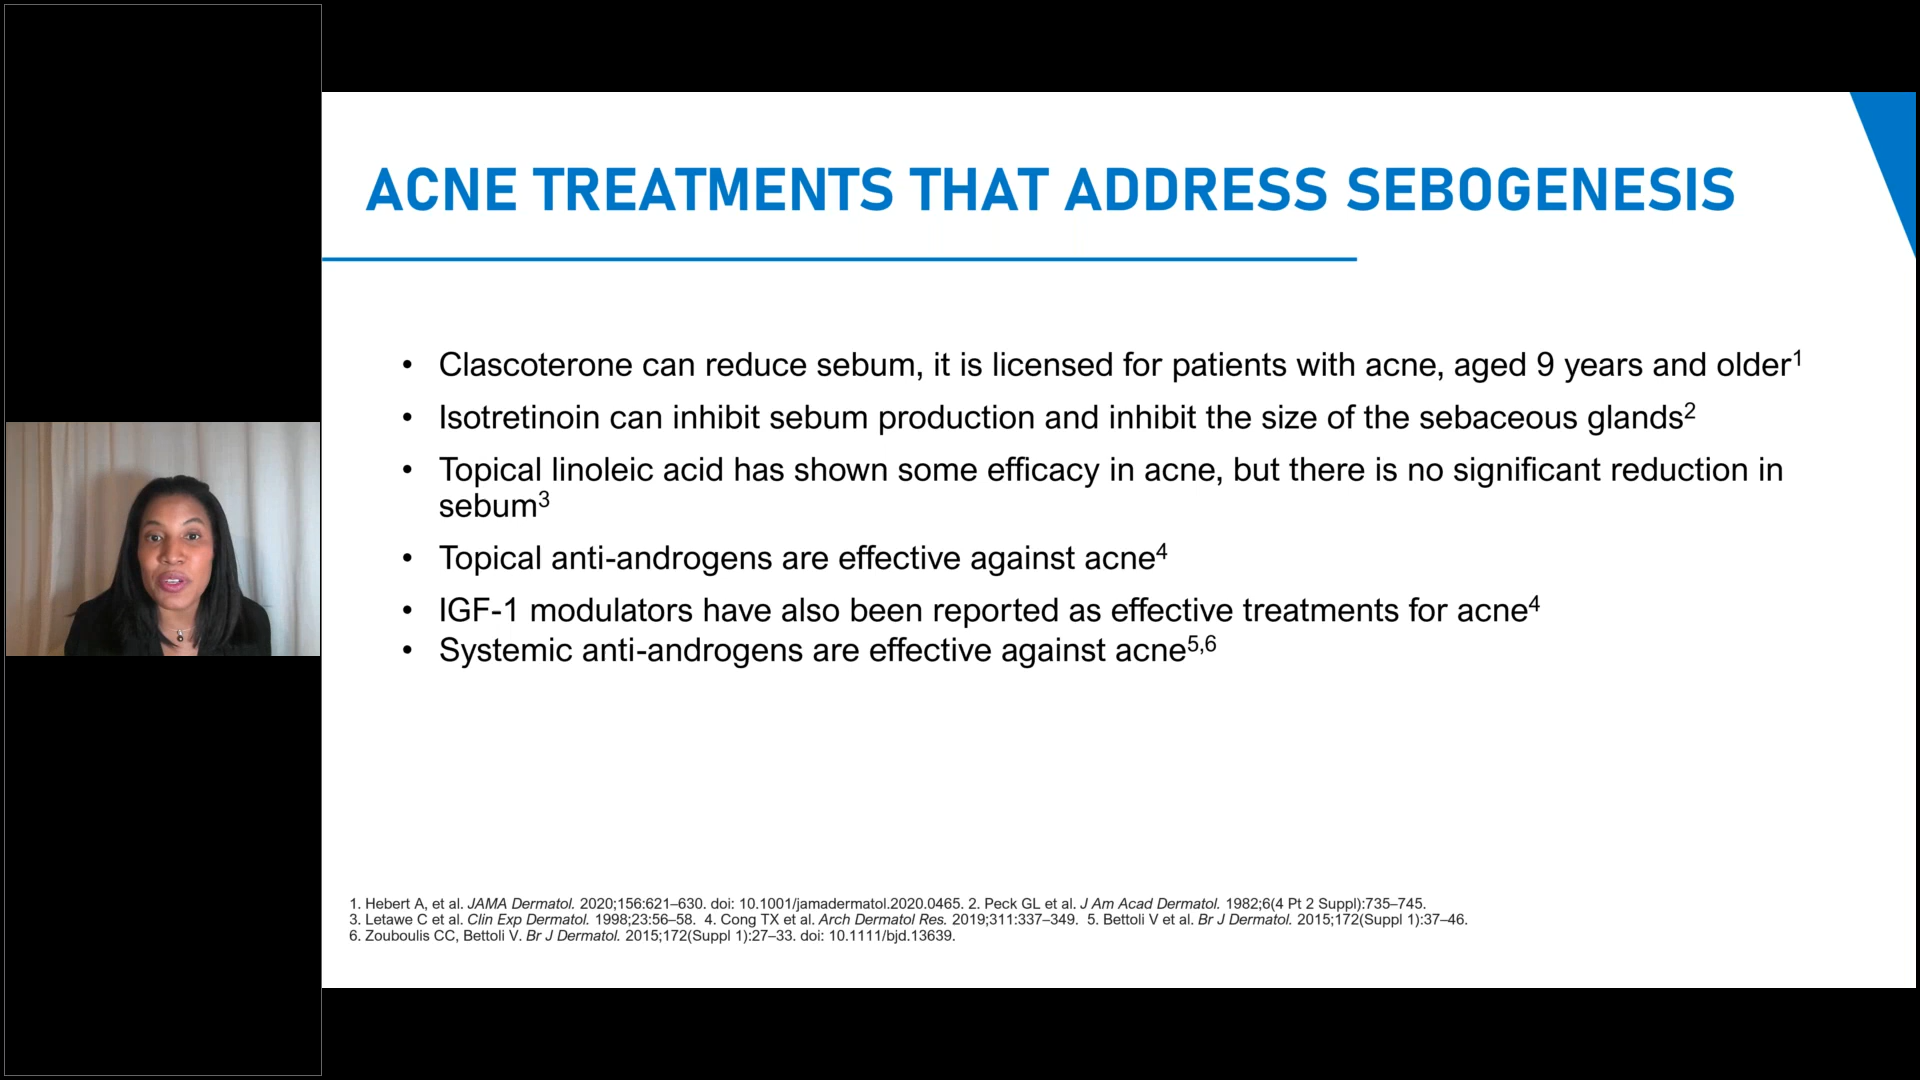 ACNE TREATMENTS THAT ADDRESS SEBOGENESIS
• Clascoterone can reduce sebum, it is licensed for patients with acne, aged 9 years and older1
• Isotretinoin can inhibit sebum production and inhibit the size of the sebaceous glands2
• Topical linoleic acid has shown some efficacy in acne, but there is no significant reduction in
sebum3
• Topical anti-androgens are effective against acne4
• IGF-1 modulators have also been reported as effective treatments for acne4
• Systemic anti-androgens are effective against acne5,6
1. Hebert A, et al. JAMA Dermatol. 2020;156:621–630. doi: 10.1001/jamadermatol.2020.0465. 2. Peck GL et al. J Am Acad Dermatol. 1982;6(4 Pt 2 Suppl):735–745.
3. Letawe C et al. Clin Exp Dermatol. 1998;23:56–58. 4. Cong TX et al. Arch Dermatol Res. 2019;311:337–349. 5. Bettoli V et al. Br J Dermatol. 2015;172(Suppl 1):37–46.
6. Zouboulis CC, Bettoli V. Br J Dermatol. 2015;172(Suppl 1):27–33. doi: 10.1111/bjd.13639.